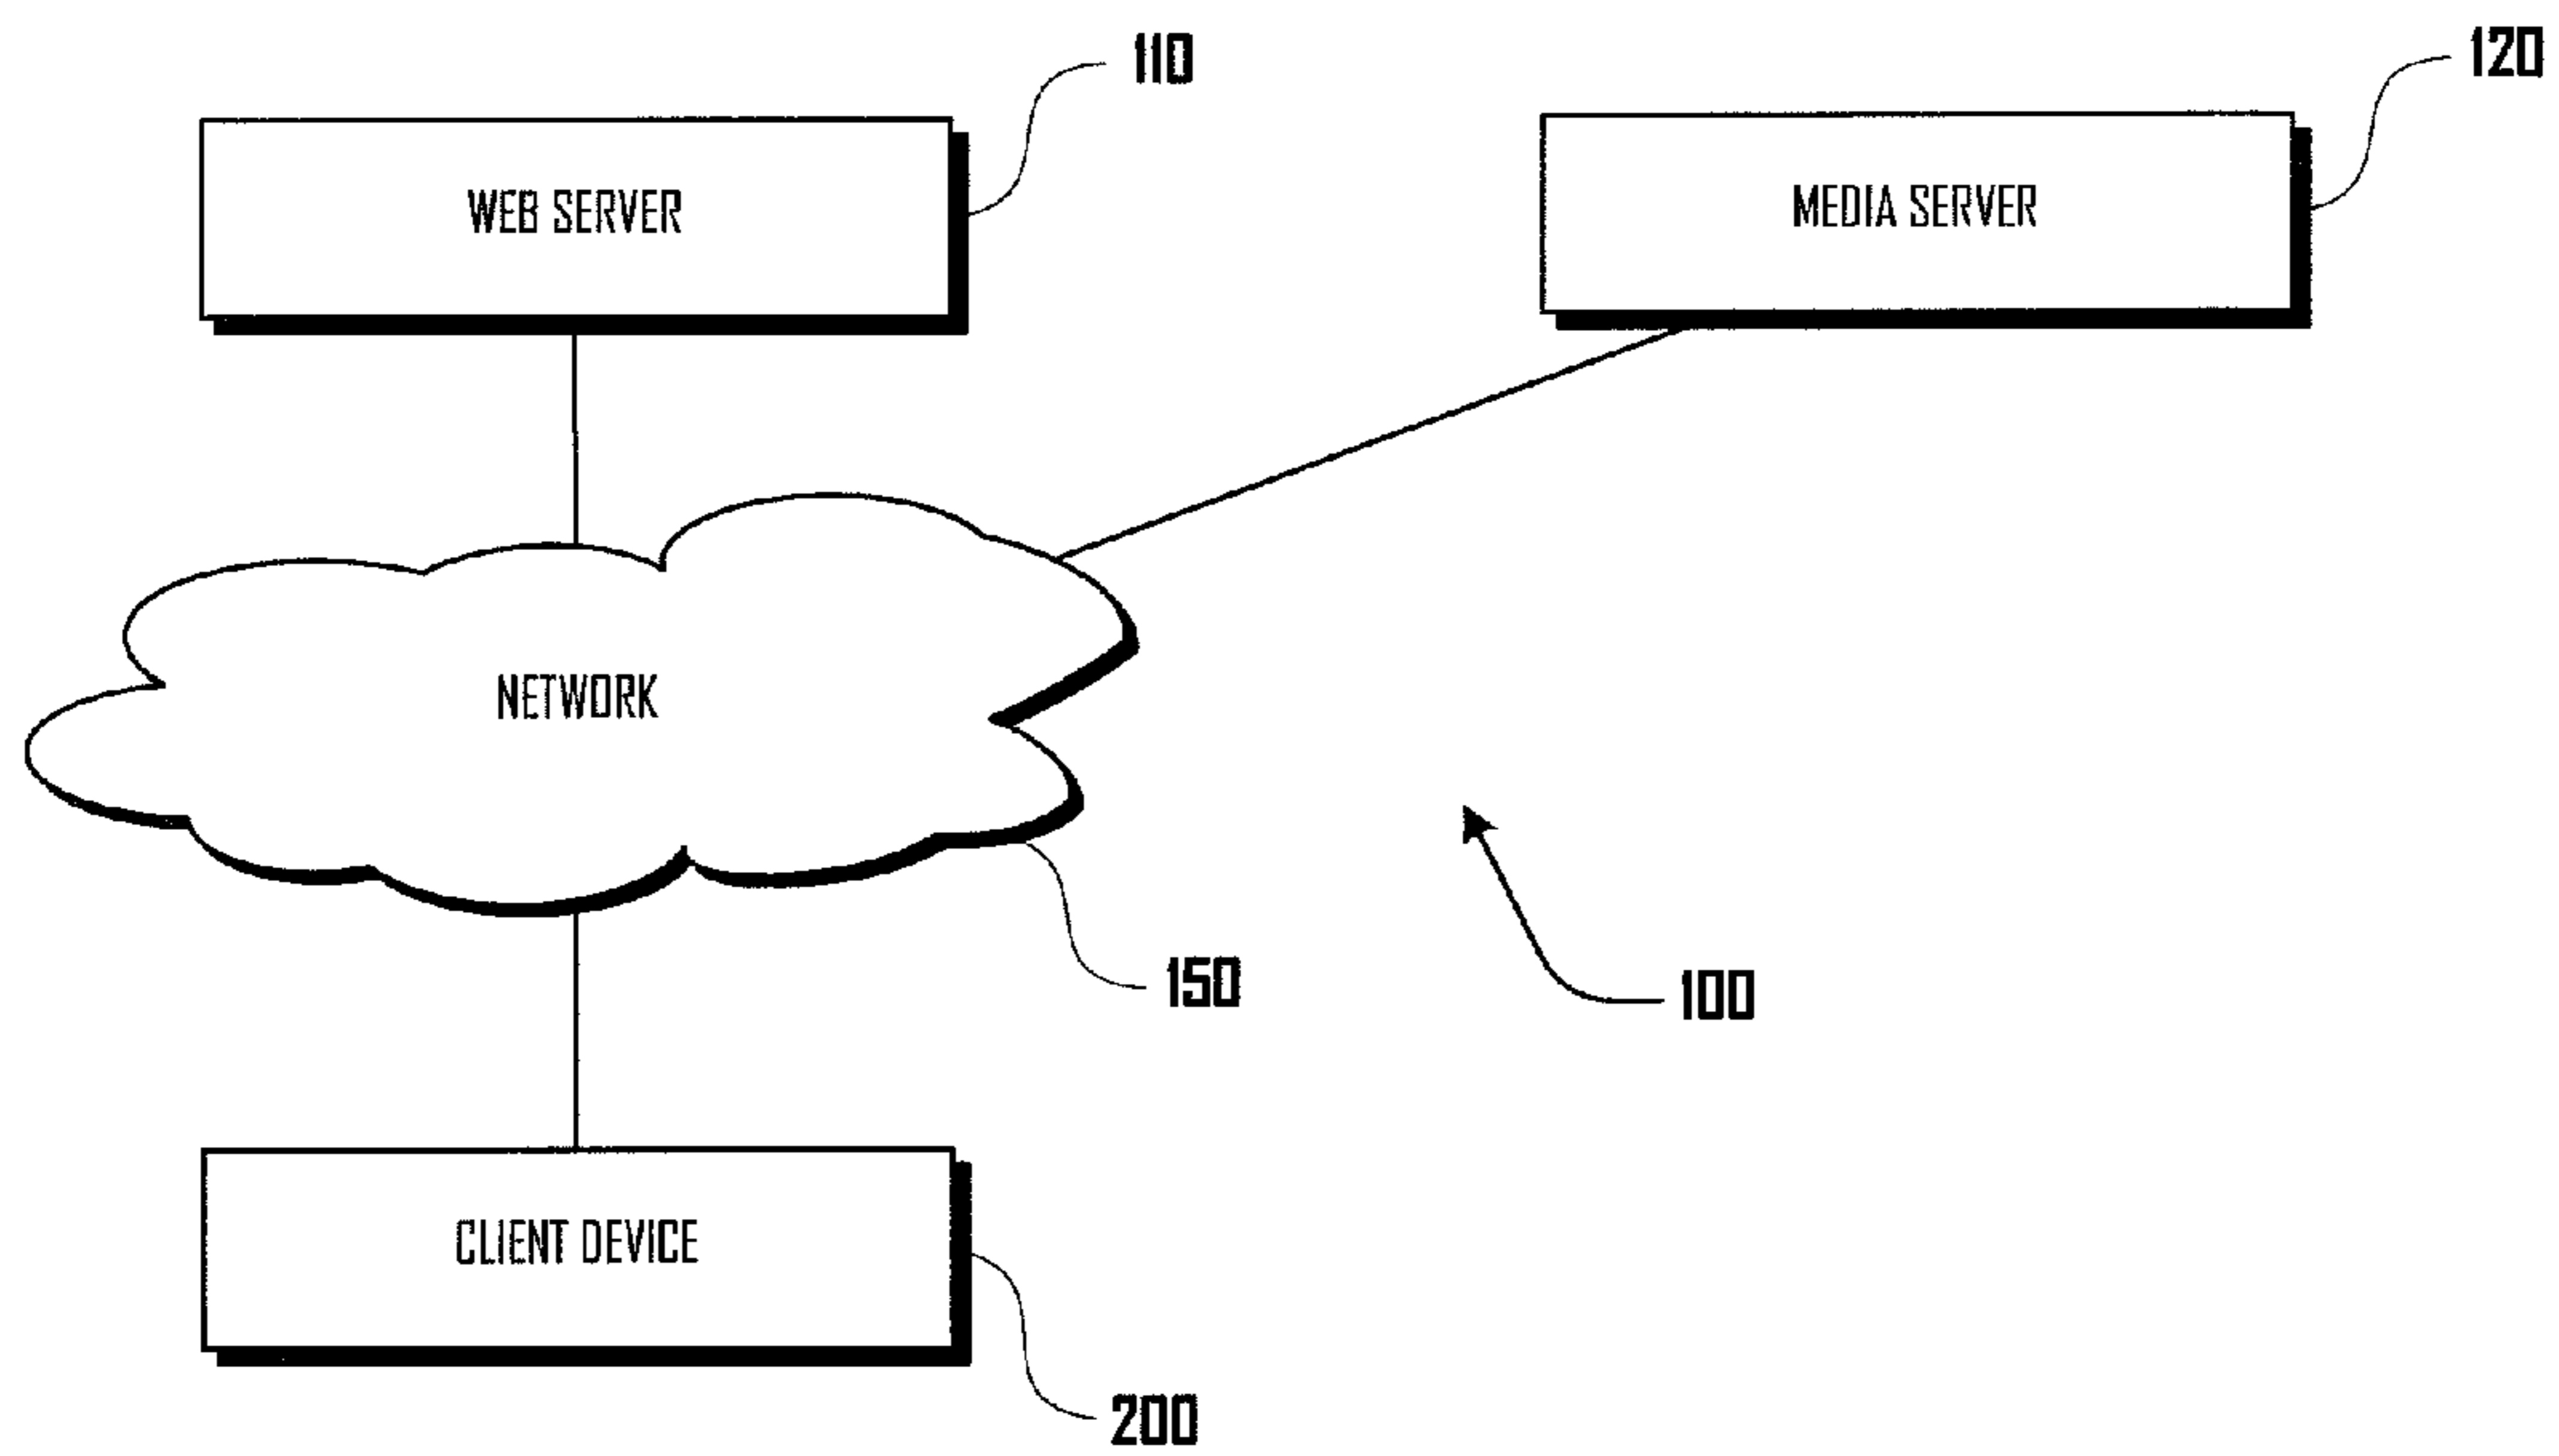 110
120
WEB SERVER
MEDIA SERVER
NETWORK
150
100
CLIENT DEVICE
200